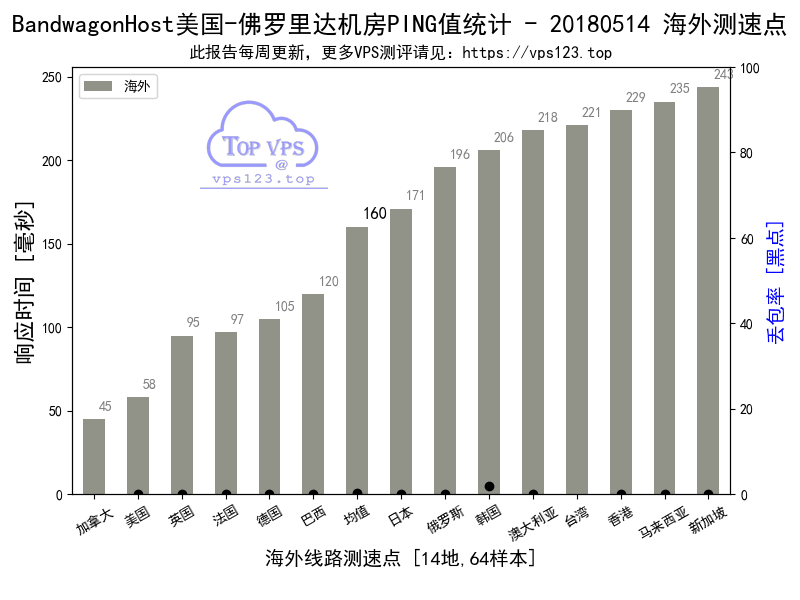 BandwagonHost美国-佛罗里达机房PING值统计 - 20180514 海外测速点
此报告每周更新，更多VPS测评请见：https://vps123.top
海外
TOP VPS
@
vps123.top
响应时间 [毫秒]
丢包率 [黑点]
250
200
150
100
50
0
100
80
60
40
20
0
45
58
95
97
105
120
160
171
196
206
218
221
229
235
243
加拿大
美国
英国
法国
德国
巴西
均值
日本
俄罗斯
韩国
澳大利亚
台湾
香港
马来西亚
新加坡
海外线路测速点 [14地,64样本]